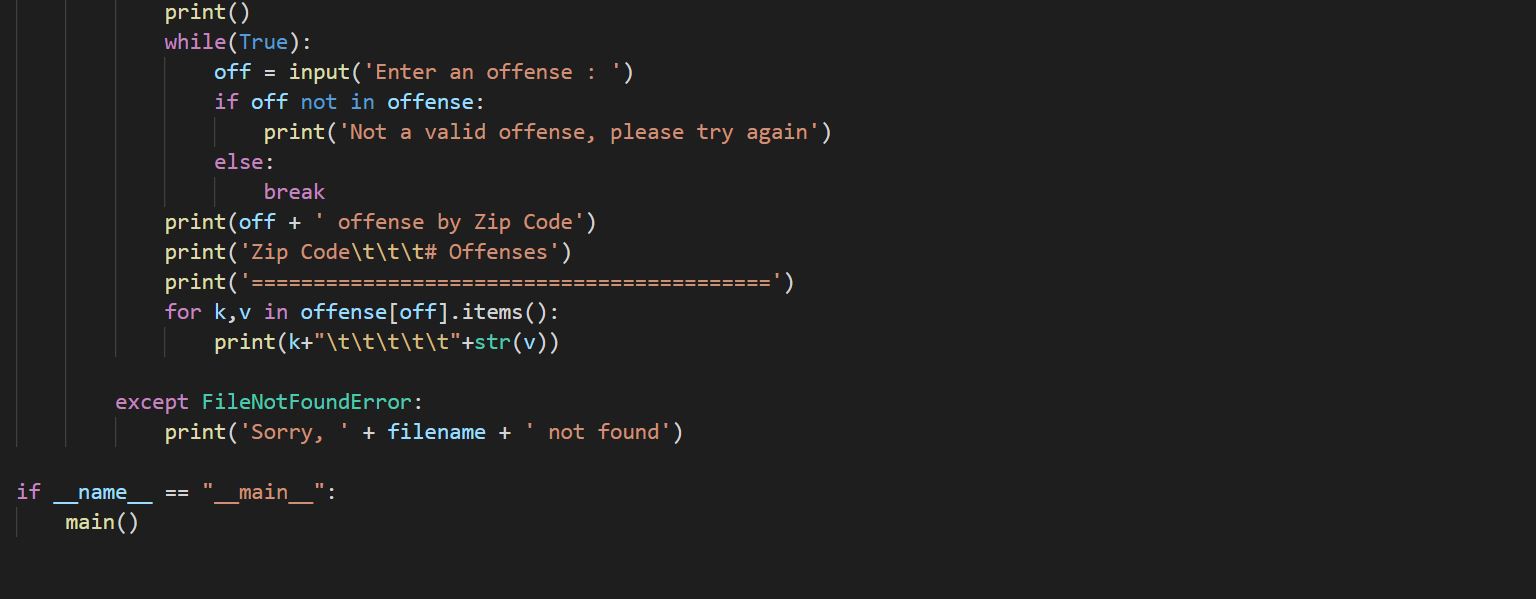 print()
while(True):
off = input('Enter an offense : ')
if off not in offense:
print('Not a valid offense, please try again')
else:
break
print(off + ' offense by Zip Code')
print('Zip Code\t\t\t# Offenses')
print('==========================================')
for k,v in offense[off].items():
print(k+"\t\t\t\t\t"+str(v))
except FileNotFoundError:
print('Sorry, ' + filename + ' not found')
if __name__ == "__main__":
main()